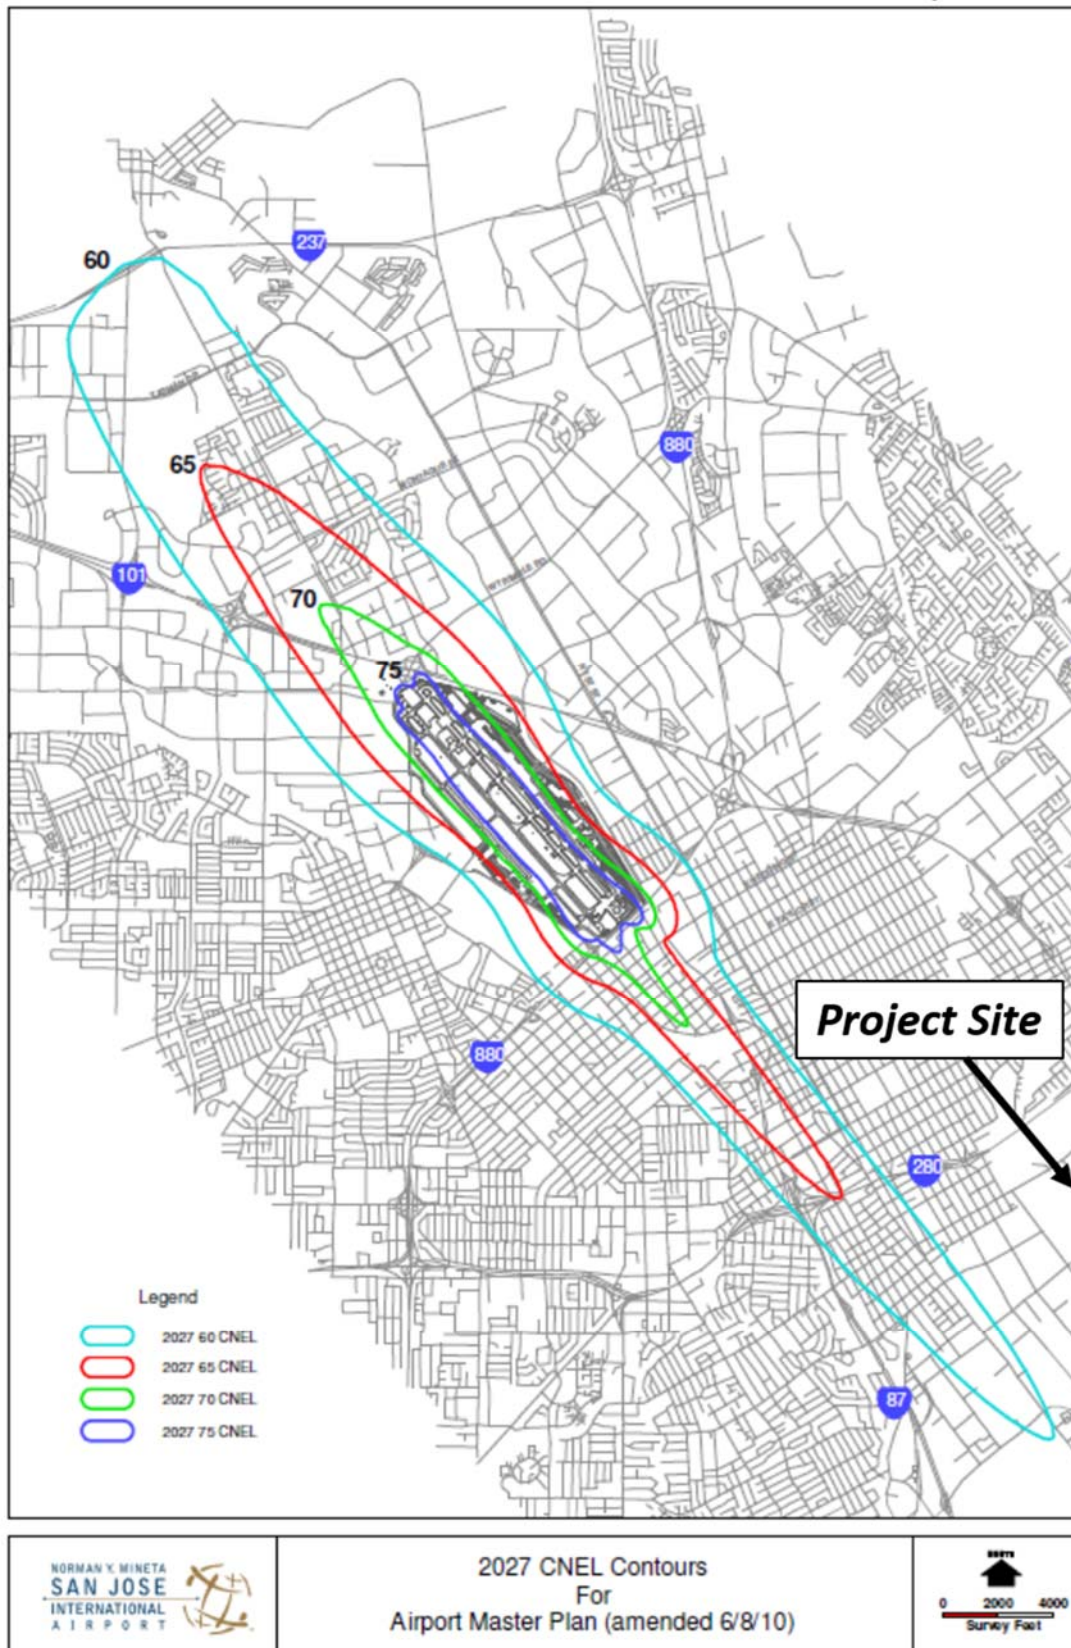 60
237
65
880
101
70
75
Project Site
880
280
87
Legend
2027 60 CNEL
2027 65 CNEL
2027 70 CNEL
2027 75 CNEL
NORMAN Y. MINETA
SAN JOSE
INTERNATIONAL
AIRPORT
2027 CNEL Contours
For
Airport Master Plan (amended 6/8/10)
NORTH
0 2000 4000
Survey Feet